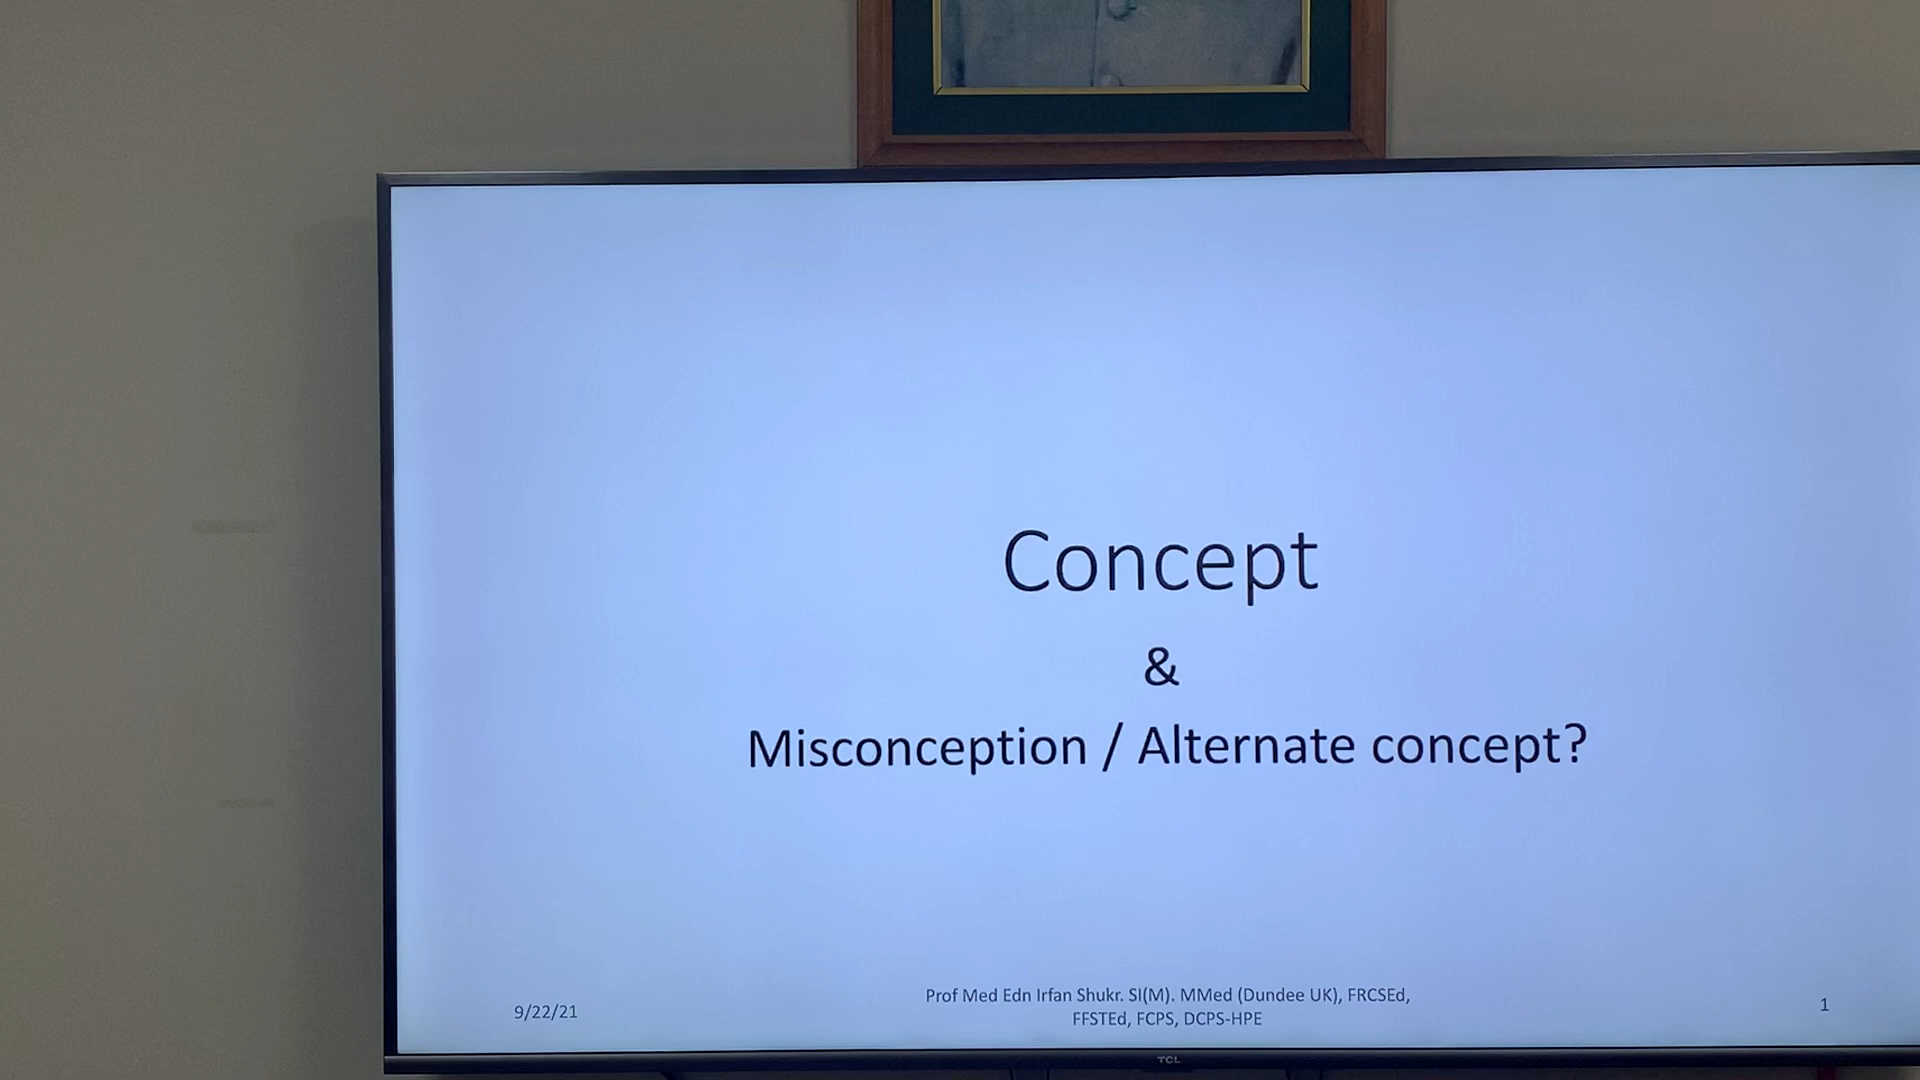 Concept
&
Misconception / Alternate concept?
9/22/21
Prof Med Edn Irfan Shukr. SI(M). MMed (Dundee UK), FRCSEd,
FFSTEd, FCPS, DCPS-HPE
1
TCL